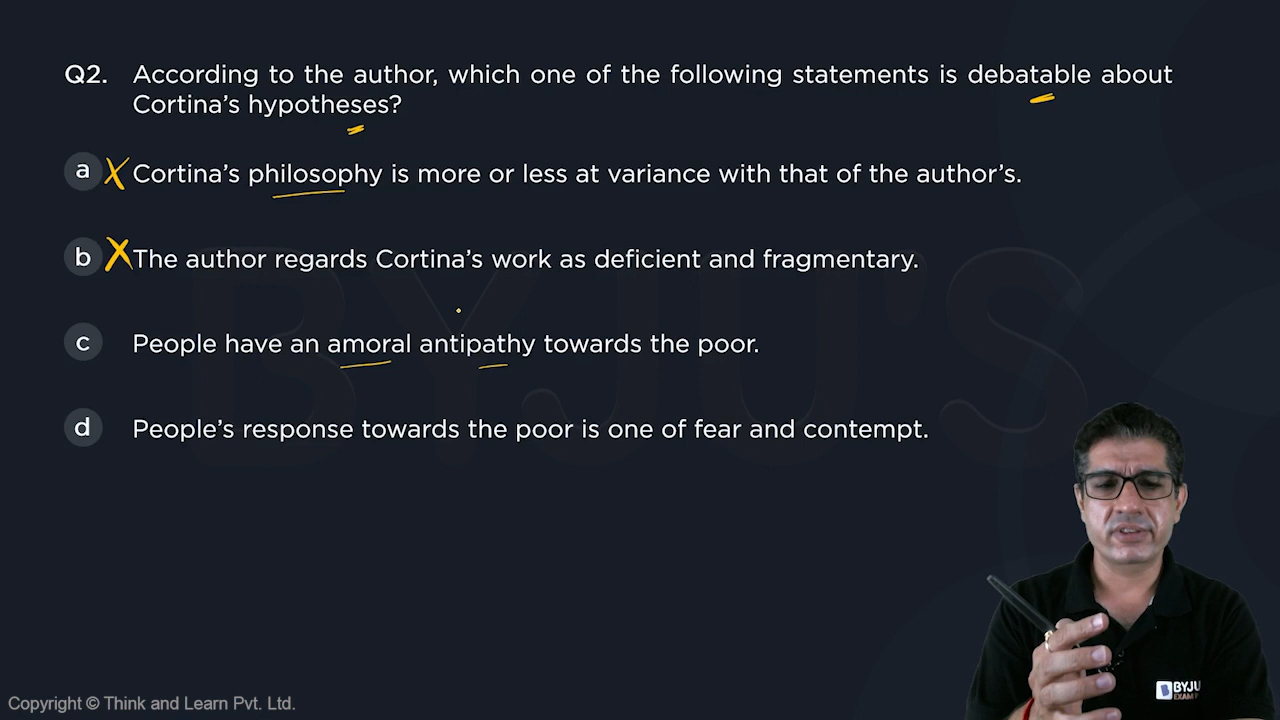 Q2. According to the author, which one of the following statements is debatable about
Cortina's hypotheses?
a X Cortina's philosophy is more or less at variance with that of the author's.
b X The author regards Cortina's work as deficient and fragmentary.
c People have an amoral antipathy towards the poor.
d People's response towards the poor is one of fear and contempt.
BYJU'S
BYJU
EXAM P
Copyright © Think and Learn Pvt. Ltd.